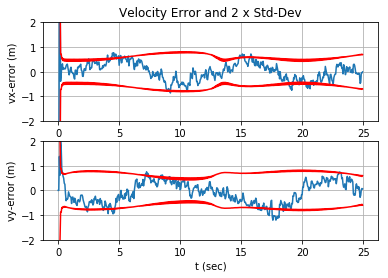 Velocity Error and 2 x Std-Dev
vx-error (m)
2
1
0
-1
-2
0 5 10 15 20 25
vy-error (m)
2
1
0
-1
-2
0 5 10 15 20 25
t (sec)